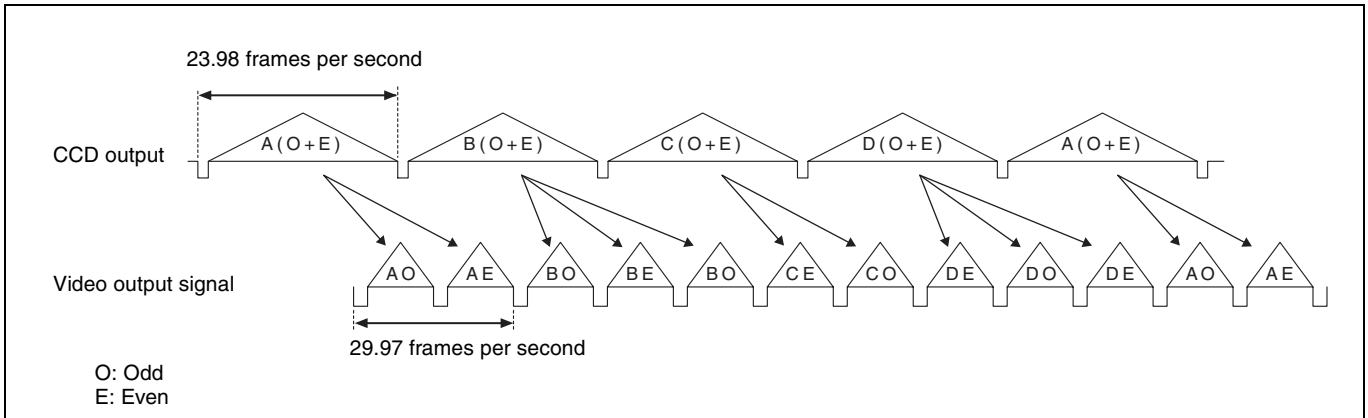 23.98 frames per second
CCD output
A(O+E) B(O+E) C(O+E) D(O+E) A(O+E)
Video output signal
AO AE BO BE BO CE CO DE DO DE AO AE
29.97 frames per second
O: Odd
E: Even